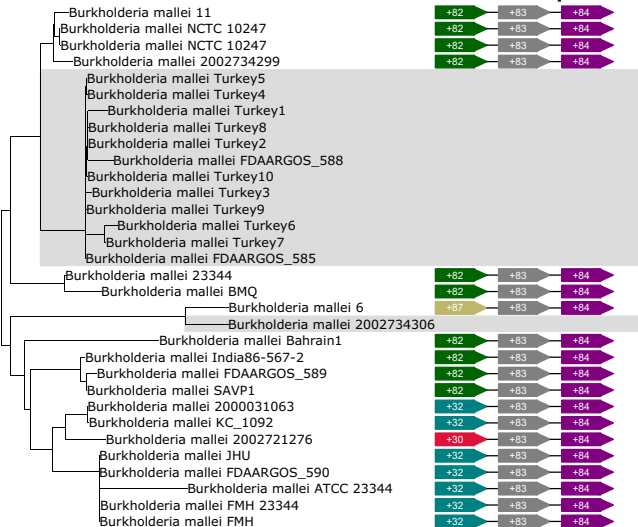 Burkholderia mallei 11 +82 +83 +84
Burkholderia mallei NCTC 10247 +82 +83 +84
Burkholderia mallei NCTC 10247 +82 +83 +84
Burkholderia mallei 2002734299 +82 +83 +84
Burkholderia mallei Turkey5
Burkholderia mallei Turkey4
Burkholderia mallei Turkey1
Burkholderia mallei Turkey8
Burkholderia mallei Turkey2
Burkholderia mallei FDAARGOS_588
Burkholderia mallei Turkey10
Burkholderia mallei Turkey3
Burkholderia mallei Turkey9
Burkholderia mallei Turkey6
Burkholderia mallei Turkey7
Burkholderia mallei FDAARGOS_585
Burkholderia mallei 23344 +82 +83 +84
Burkholderia mallei BMQ +82 +83 +84
Burkholderia mallei 6 +87 +83 +84
Burkholderia mallei 2002734306
Burkholderia mallei Bahrain1 +82 +83 +84
Burkholderia mallei India86-567-2 +82 +83 +84
Burkholderia mallei FDAARGOS_589 +82 +83 +84
Burkholderia mallei SAVP1 +82 +83 +84
Burkholderia mallei 2000031063 +32 +83 +84
Burkholderia mallei KC_1092 +32 +83 +84
Burkholderia mallei 2002721276 +30 +83 +84
Burkholderia mallei JHU +32 +83 +84
Burkholderia mallei FDAARGOS_590 +32 +83 +84
Burkholderia mallei ATCC 23344 +32 +83 +84
Burkholderia mallei FMH 23344 +32 +83 +84
Burkholderia mallei FMH +32 +83 +84